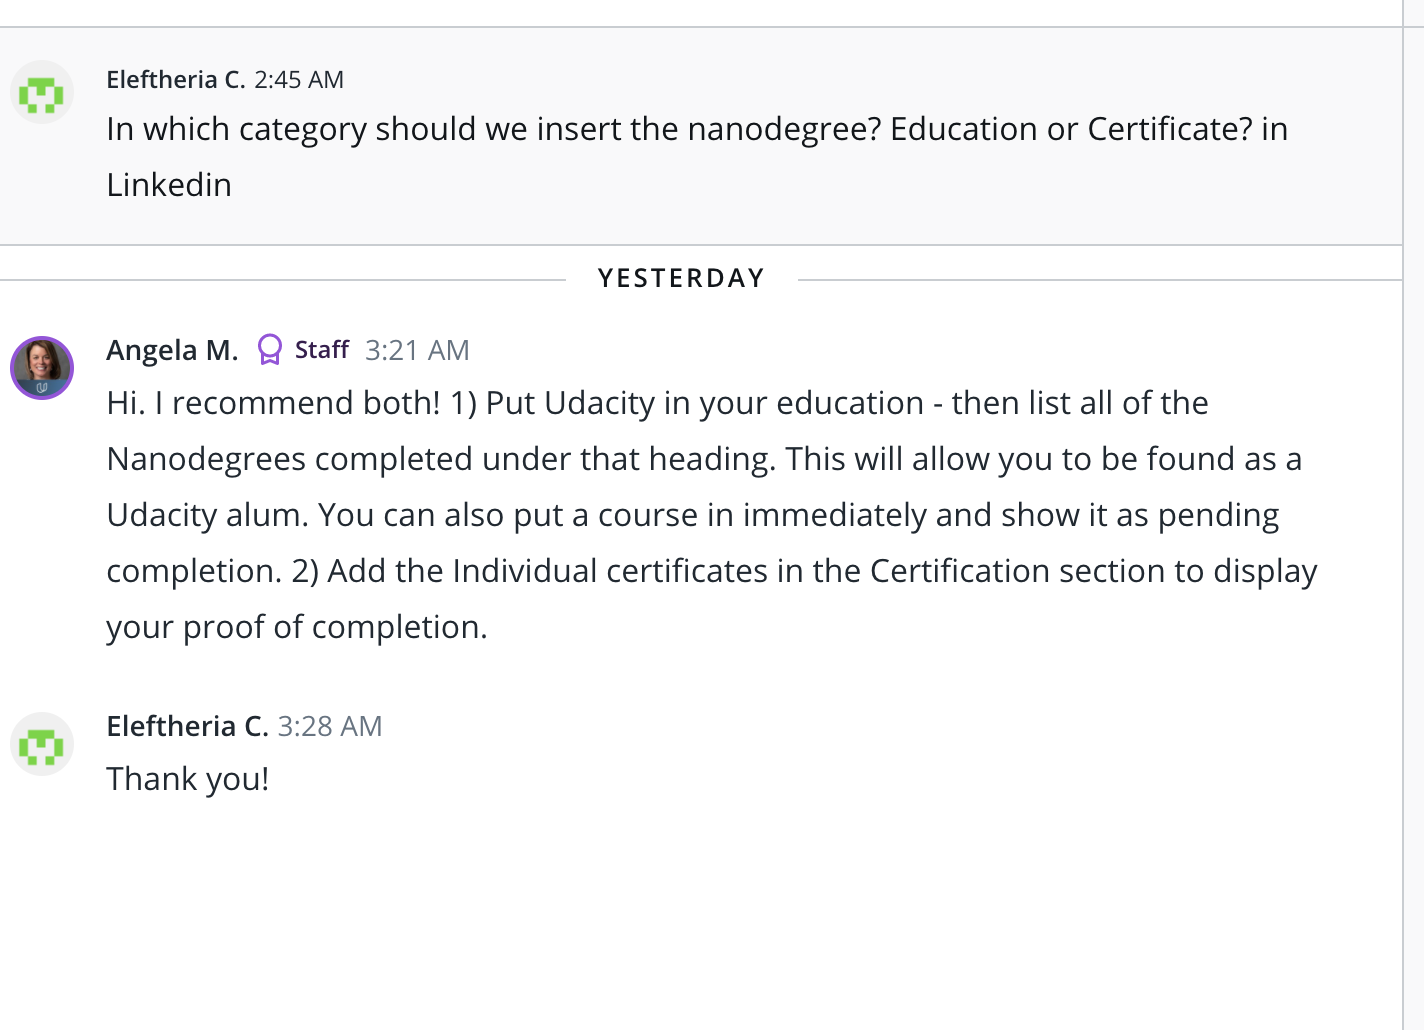 Eleftheria C. 2:45 AM
In which category should we insert the nanodegree? Education or Certificate? in
Linkedin
YESTERDAY
Angela M. Staff 3:21 AM
Hi. I recommend both! 1) Put Udacity in your education - then list all of the
Nanodegrees completed under that heading. This will allow you to be found as a
Udacity alum. You can also put a course in immediately and show it as pending
completion. 2) Add the Individual certificates in the Certification section to display
your proof of completion.
Eleftheria C. 3:28 AM
Thank you!